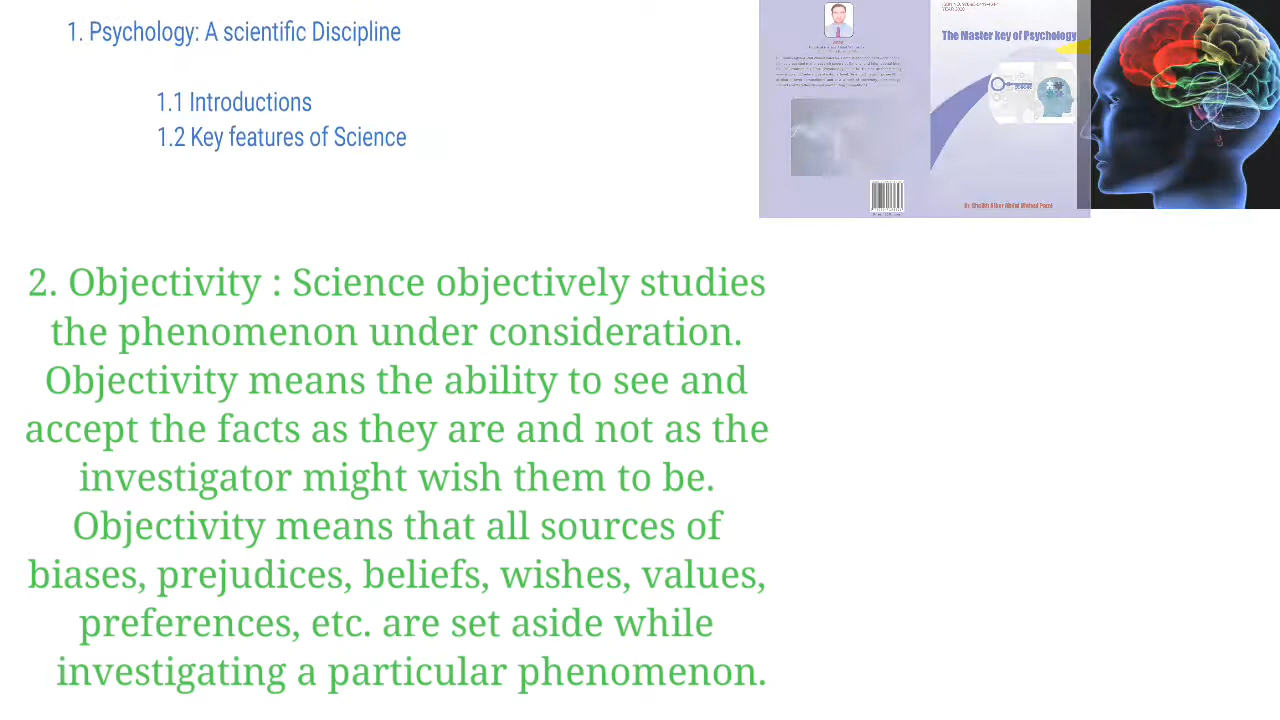 1. Psychology: A scientific Discipline
1.1 Introductions
1.2 Key features of Science
YEAR 2020
The Master key of Psychology
2. Objectivity : Science objectively studies
the phenomenon under consideration.
Objectivity means the ability to see and
accept the facts as they are and not as the
investigator might wish them to be.
Objectivity means that all sources of
biases, prejudices, beliefs, wishes, values,
preferences, etc. are set aside while
investigating a particular phenomenon.